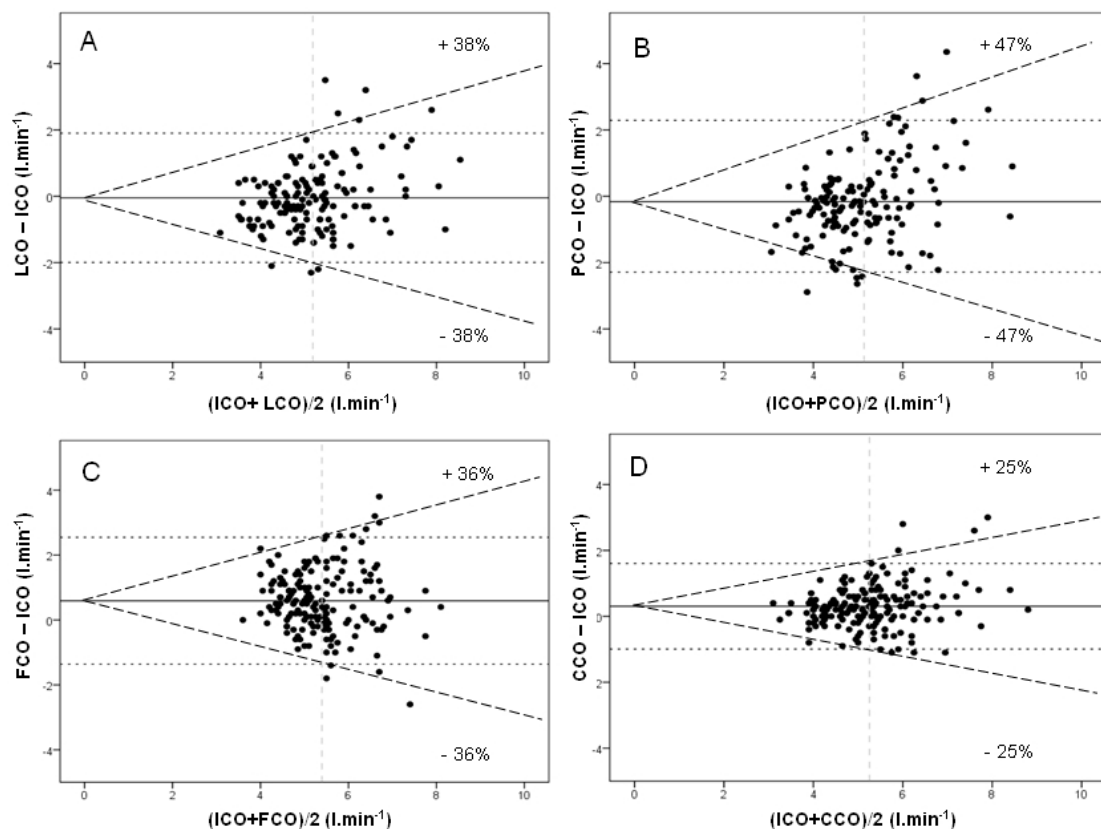 A
+ 38%
LCO – ICO (l.min⁻¹)
4
2
0
-2
-4
- 38%
0 2 4 6 8 10
(ICO+ LCO)/2 (l.min⁻¹)
B
+ 47%
PCO – ICO (l.min⁻¹)
4
2
0
-2
-4
- 47%
0 2 4 6 8 10
(ICO+PCO)/2 (l.min⁻¹)
C
+ 36%
FCO – ICO (l.min⁻¹)
4
2
0
-2
-4
- 36%
0 2 4 6 8 10
(ICO+FCO)/2 (l.min⁻¹)
D
+ 25%
CCO – ICO (l.min⁻¹)
4
2
0
-2
-4
- 25%
0 2 4 6 8 10
(ICO+CCO)/2 (l.min⁻¹)